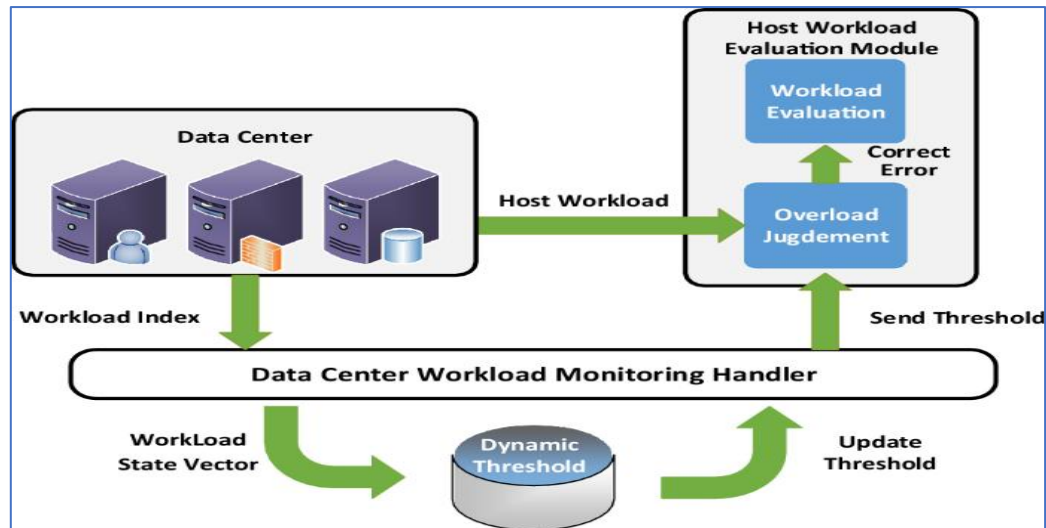 Host Workload
Evaluation Module
Workload
Evaluation
Data Center
Correct
Error
Host Workload
Overload
Jugdement
Workload Index
Send Threshold
Data Center Workload Monitoring Handler
WorkLoad
State Vector
Dynamic
Threshold
Update
Threshold